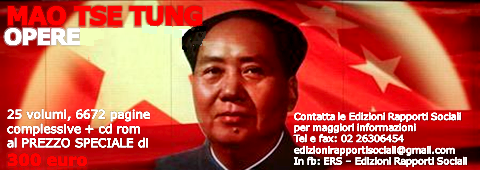 MAO TSE TUNG
OPERE
25 volumi, 6672 pagine
complessive + cd rom
al PREZZO SPECIALE di
300 euro
Contatta le Edizioni Rapporti Sociali
per maggiori informazioni
Tel e fax: 02 26306454
edizionirapportisociali@gmail.com
In fb: ERS – Edizioni Rapporti Sociali